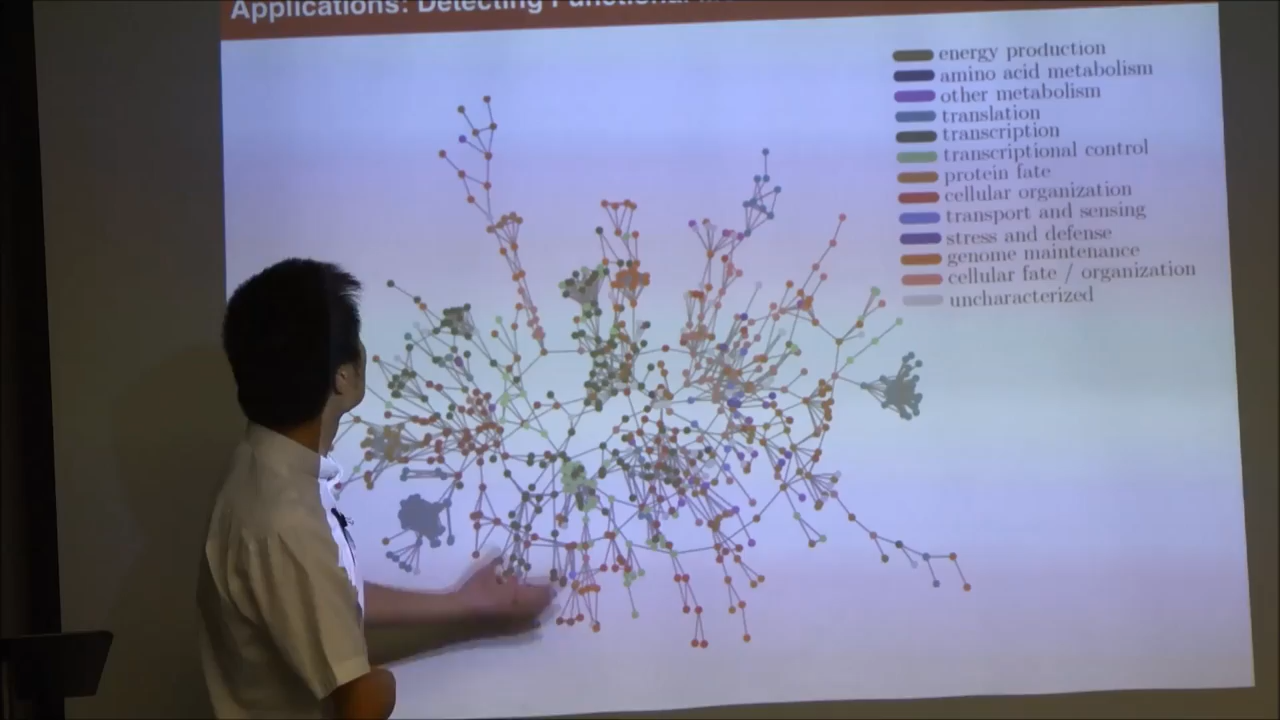 Applications: Detecting Functional
energy production
amino acid metabolism
other metabolism
translation
transcription
transcriptional control
protein fate
cellular organization
transport and sensing
stress and defense
genome maintenance
cellular fate / organization
uncharacterized